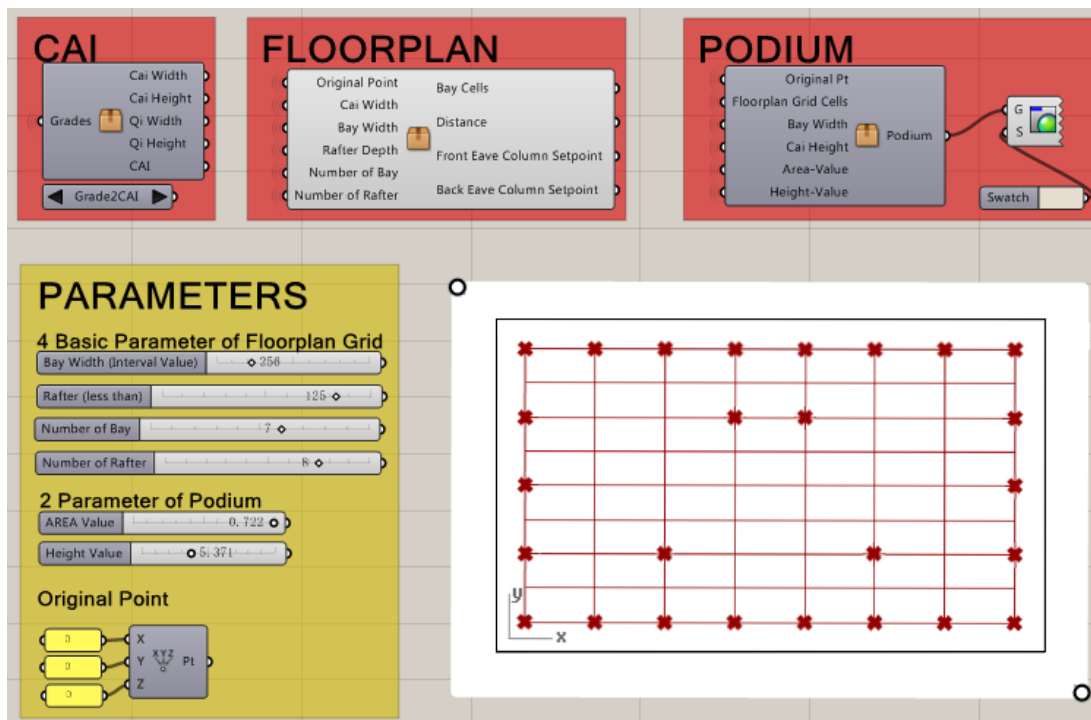 CAI
Grades
Cai Width
Cai Height
Qi Width
Qi Height
CAI
Grade2CAI
FLOORPLAN
Original Point
Cai Width
Bay Width
Rafter Depth
Number of Bay
Number of Rafter
Bay Cells
Distance
Front Eave Column Setpoint
Back Eave Column Setpoint
PODIUM
Original Pt
Floorplan Grid Cells
Bay Width
Cai Height
Area-Value
Height-Value
Podium
G
S
Swatch
PARAMETERS
4 Basic Parameter of Floorplan Grid
Bay Width (Interval Value) 256
Rafter (less than) 125
Number of Bay 7
Number of Rafter 8
2 Parameter of Podium
AREA Value 0.722
Height Value 5.371
Original Point
0
0
0
X
Y
Z
XYZ
Pt
y
x